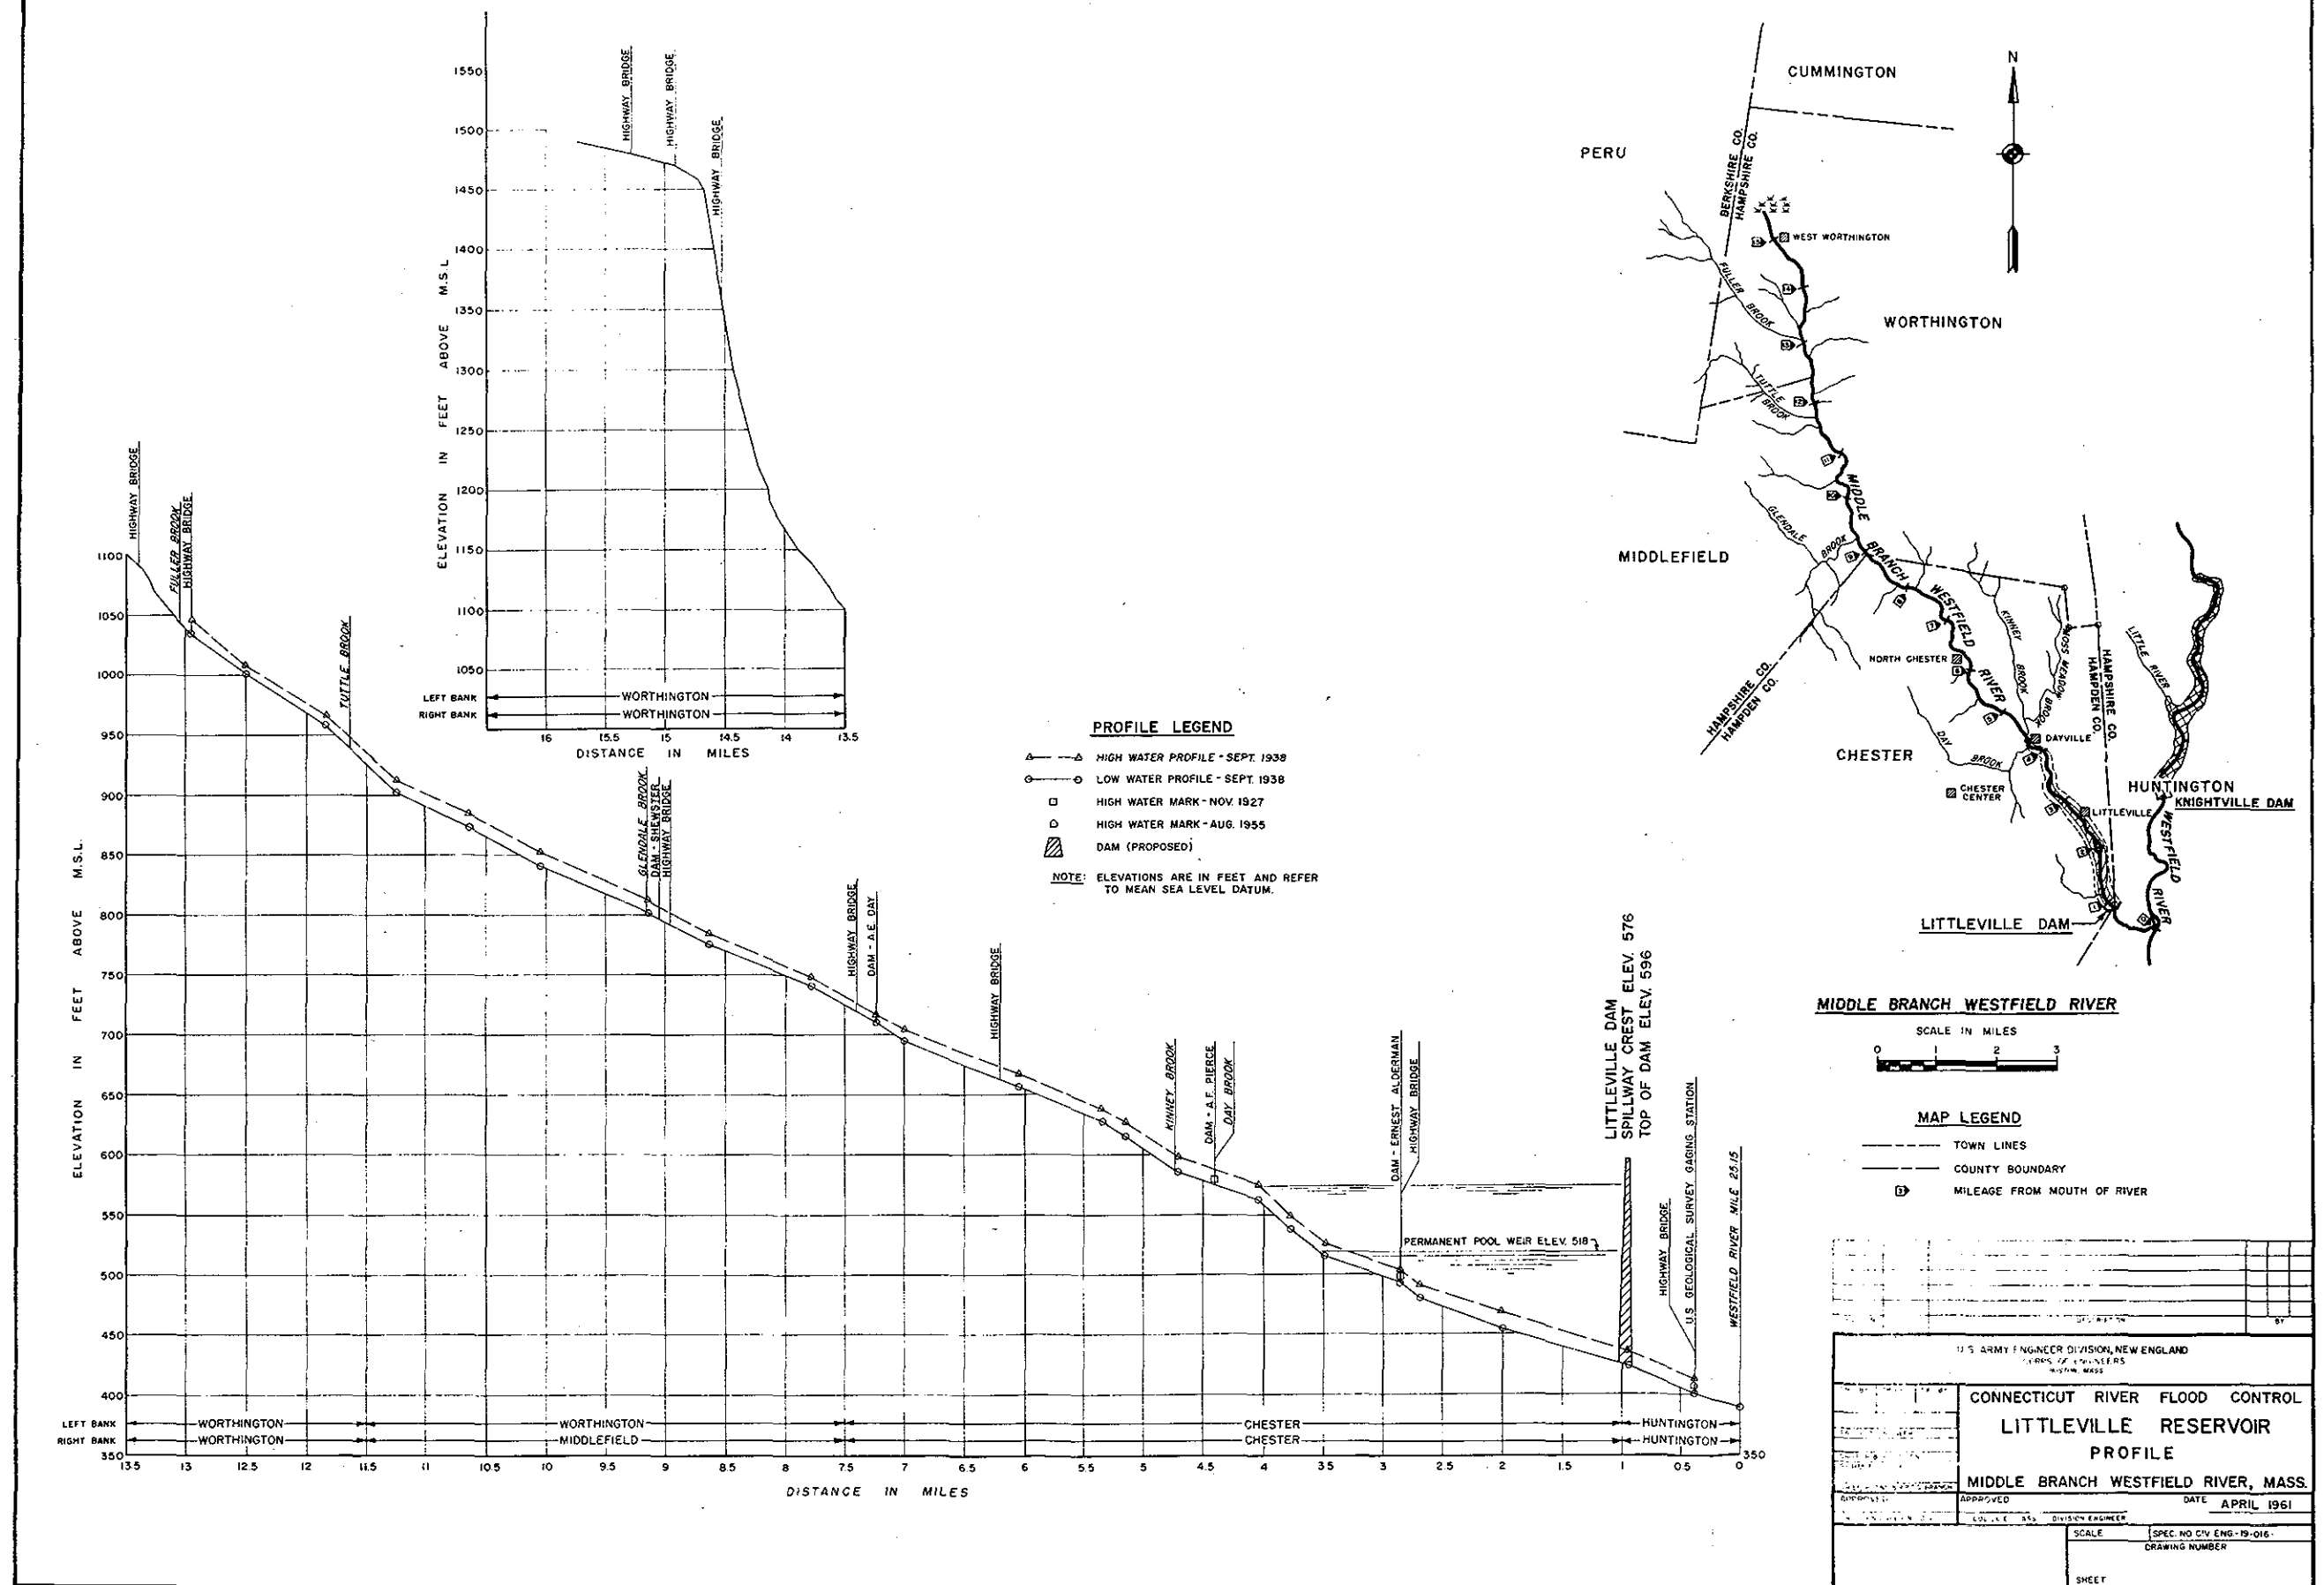 1550
1500
1450
1400
1350
1300
1250
1200
1150
1100
1050
ELEVATION IN FEET ABOVE M.S.L.
HIGHWAY BRIDGE
HIGHWAY BRIDGE
HIGHWAY BRIDGE
LEFT BANK WORTHINGTON
RIGHT BANK WORTHINGTON
16 15.5 15 14.5 14 13.5
DISTANCE IN MILES
HIGHWAY BRIDGE
FULLER BROOK
HIGHWAY BRIDGE
TUTTLE BROOK
GLENDALE BROOK
DAM - SHEWSTER
HIGHWAY BRIDGE
HIGHWAY BRIDGE
DAM - A.E. DAY
HIGHWAY BRIDGE
KINNEY BROOK
DAM - A.F. PIERCE
DAY BROOK
DAM - ERNEST ALDERMAN
HIGHWAY BRIDGE
LITTLEVILLE DAM
SPILLWAY CREST ELEV. 576
TOP OF DAM ELEV. 596
HIGHWAY BRIDGE
U.S. GEOLOGICAL SURVEY GAGING STATION
WESTFIELD RIVER MILE 25.15
PERMANENT POOL WEIR ELEV. 518
1100
1050
1000
950
900
850
800
750
700
650
600
550
500
450
400
350
ELEVATION IN FEET ABOVE M.S.L.
LEFT BANK WORTHINGTON WORTHINGTON CHESTER HUNTINGTON
RIGHT BANK WORTHINGTON MIDDLEFIELD CHESTER HUNTINGTON
350
13.5 13 12.5 12 11.5 11 10.5 10 9.5 9 8.5 8 7.5 7 6.5 6 5.5 5 4.5 4 3.5 3 2.5 2 1.5 1 0.5 0
DISTANCE IN MILES
PROFILE LEGEND
HIGH WATER PROFILE - SEPT. 1938
LOW WATER PROFILE - SEPT. 1938
HIGH WATER MARK - NOV. 1927
HIGH WATER MARK - AUG. 1955
DAM (PROPOSED)
NOTE: ELEVATIONS ARE IN FEET AND REFER
TO MEAN SEA LEVEL DATUM.
CUMMINGTON
N
PERU
BERKSHIRE CO.
HAMPSHIRE CO.
WEST WORTHINGTON
FULLER BROOK
WORTHINGTON
TUTTLE BROOK
MIDDLE BRANCH WESTFIELD RIVER
GLENDALE BROOK
MIDDLEFIELD
KINNEY BROOK
MOSS MEADOW BROOK
NORTH CHESTER
HAMPSHIRE CO.
HAMPDEN CO.
HAMPSHIRE CO.
HAMPDEN CO.
LITTLE RIVER
DAY BROOK
DAYVILLE
CHESTER
CHESTER
CENTER
LITTLEVILLE
HUNTINGTON
KNIGHTVILLE DAM
WESTFIELD RIVER
LITTLEVILLE DAM
MIDDLE BRANCH WESTFIELD RIVER
SCALE IN MILES
0 1 2 3
MAP LEGEND
TOWN LINES
COUNTY BOUNDARY
3 MILEAGE FROM MOUTH OF RIVER
BY
U.S. ARMY ENGINEER DIVISION, NEW ENGLAND
CORPS OF ENGINEERS
BOSTON, MASS.
CONNECTICUT RIVER FLOOD CONTROL
LITTLEVILLE RESERVOIR
PROFILE
MIDDLE BRANCH WESTFIELD RIVER, MASS.
APPROVED
APPROVED
DATE APRIL 1961
DIVISION ENGINEER
SCALE
SPEC. NO. CIV. ENG.-19-016-
DRAWING NUMBER
SHEET